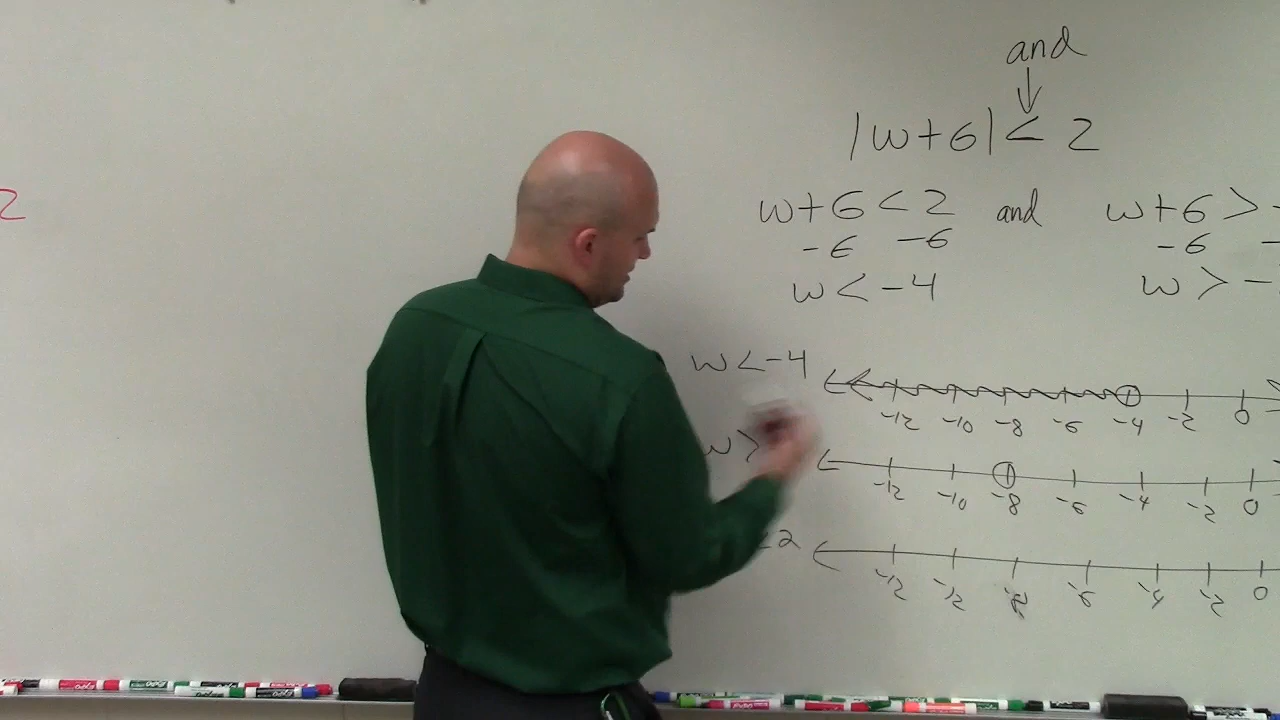 and
|w+6| < 2
w+6<2 and w+6>-
-6 -6 -6 -
w<-4 w>-
w<-4
-12 -10 -8 -6 -4 -2 0
w>
-12 -10 -8 -6 -4 -2 0
<2
-12 -12 -8 -6 -4 -2 0
2